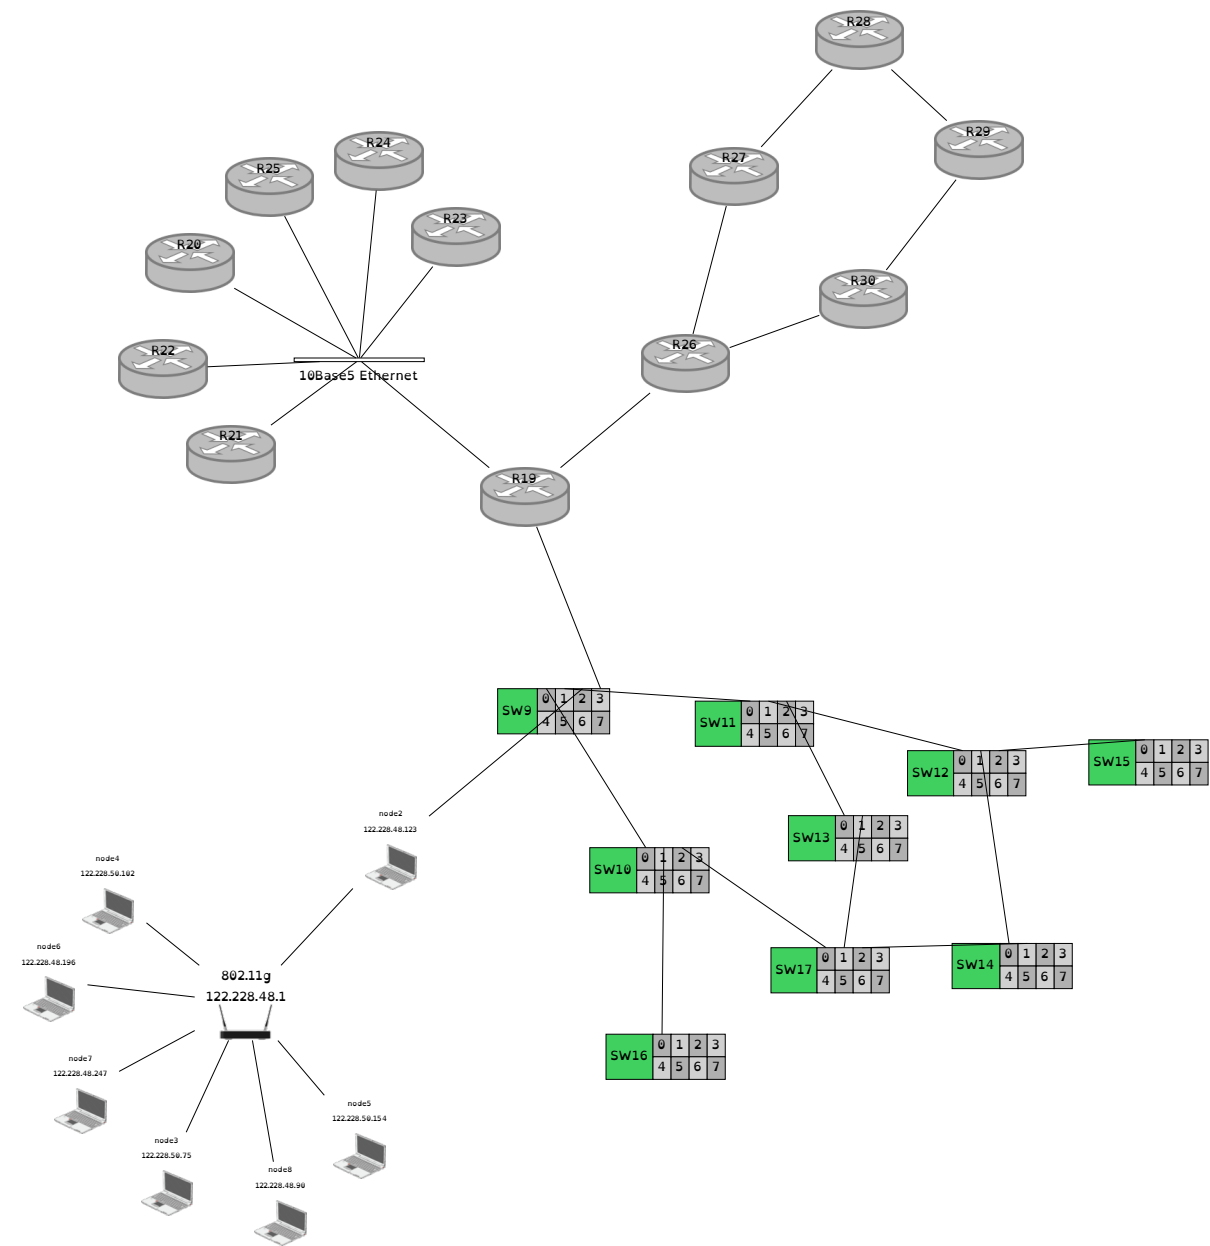 R28
R29
R24
R27
R25
R23
R20
R30
R26
R22
10Base5 Ethernet
R21
R19
SW9 0 1 2 3
4 5 6 7
SW11 0 1 2 3
4 5 6 7
SW12 0 1 2 3
4 5 6 7
SW15 0 1 2 3
4 5 6 7
SW13 0 1 2 3
4 5 6 7
SW10 0 1 2 3
4 5 6 7
SW17 0 1 2 3
4 5 6 7
SW14 0 1 2 3
4 5 6 7
SW16 0 1 2 3
4 5 6 7
node2
122.228.48.123
node4
122.228.50.102
node6
122.228.48.196
802.11g
122.228.48.1
node7
122.228.48.247
node5
122.228.50.154
node3
122.228.50.75
node8
122.228.48.90